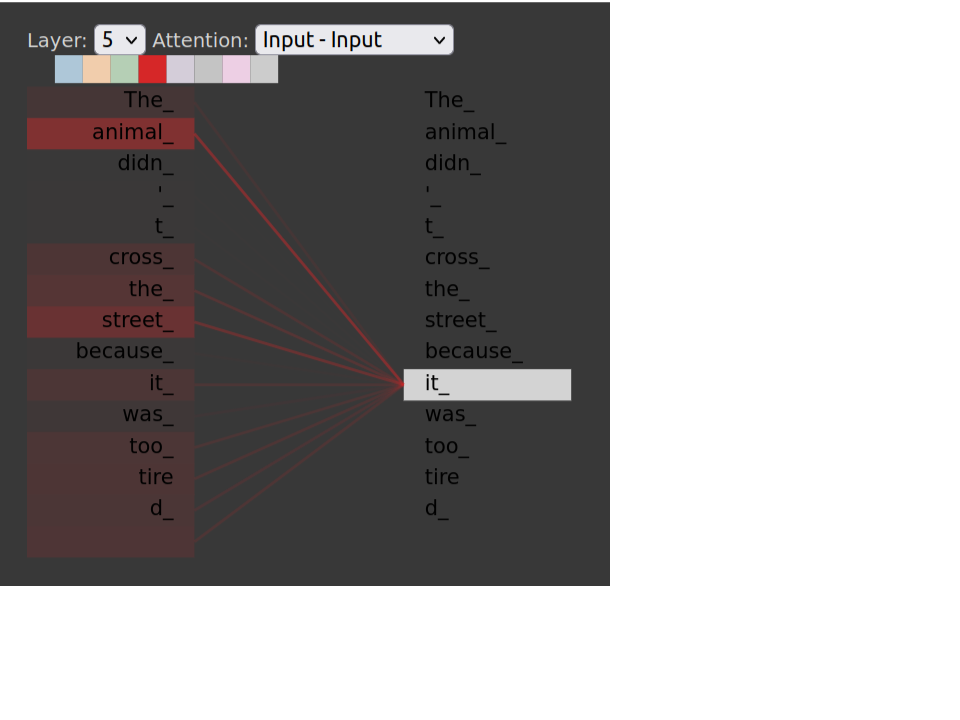 Layer: 5 Attention: Input - Input
The_ The_
animal_ animal_
didn_ didn_
'_ '_
t_ t_
cross_ cross_
the_ the_
street_ street_
because_ because_
it_ it_
was_ was_
too_ too_
tire tire
d_ d_